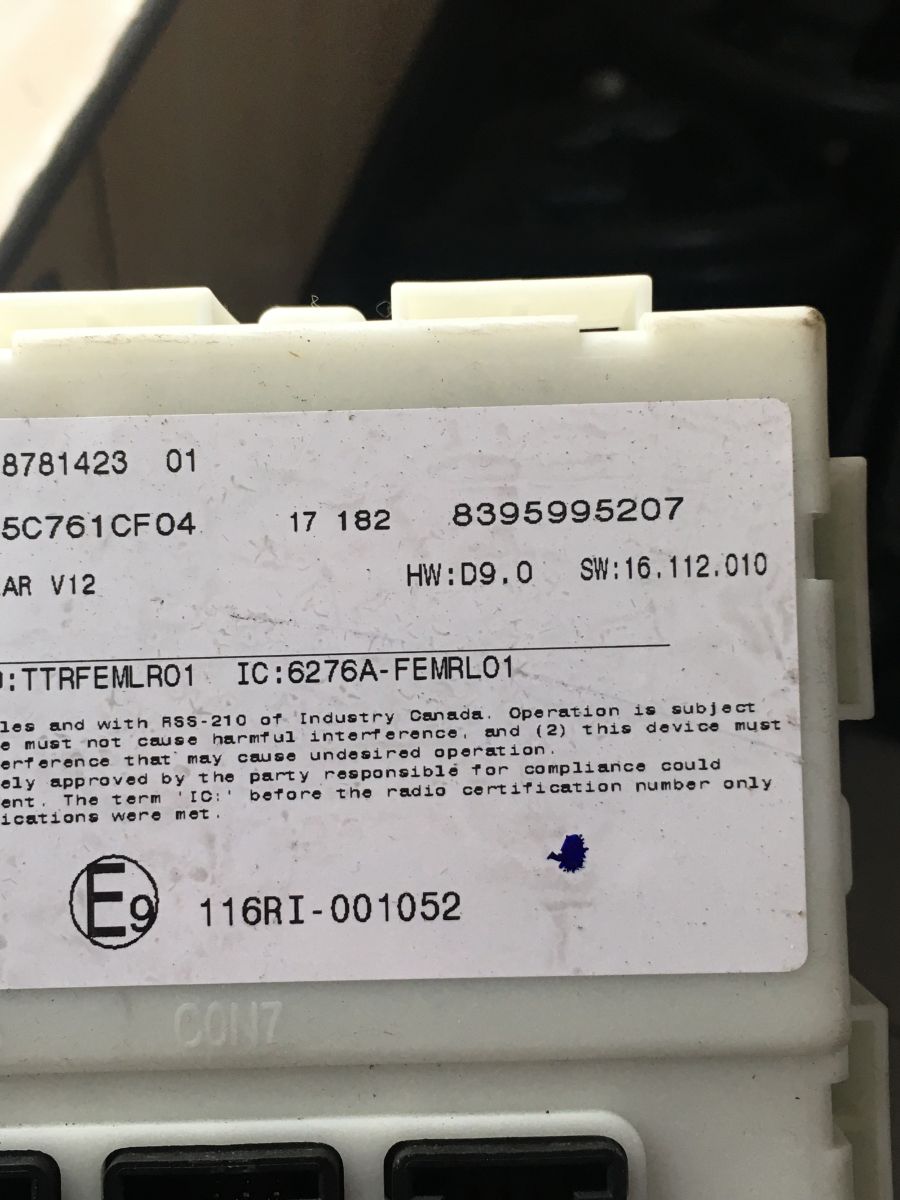 8781423 01
5C761CF04 17 182 8395995207
AR V12 HW:D9.0 SW:16.112.010
:TTRFEMLR01 IC:6276A-FEMRL01
les and with RSS-210 of Industry Canada. Operation is subject
e must not cause harmful interference, and (2) this device must
erference that may cause undesired operation.
ely approved by the party responsible for compliance could
ent. The term 'IC:' before the radio certification number only
ications were met.
E9 116RI-001052
CON7